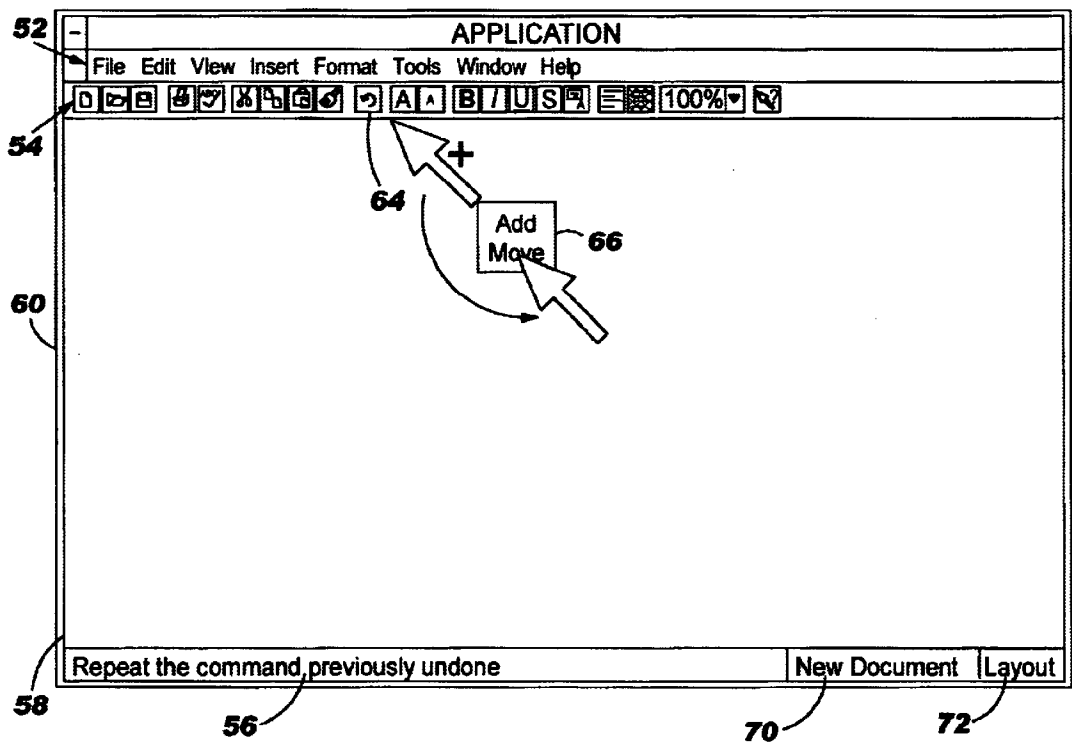 52
APPLICATION
File Edit View Insert Format Tools Window Help
A A B I U S 100% ?
54
64
Add
66
Move
60
Repeat the command previously undone New Document Layout
58
56
70
72